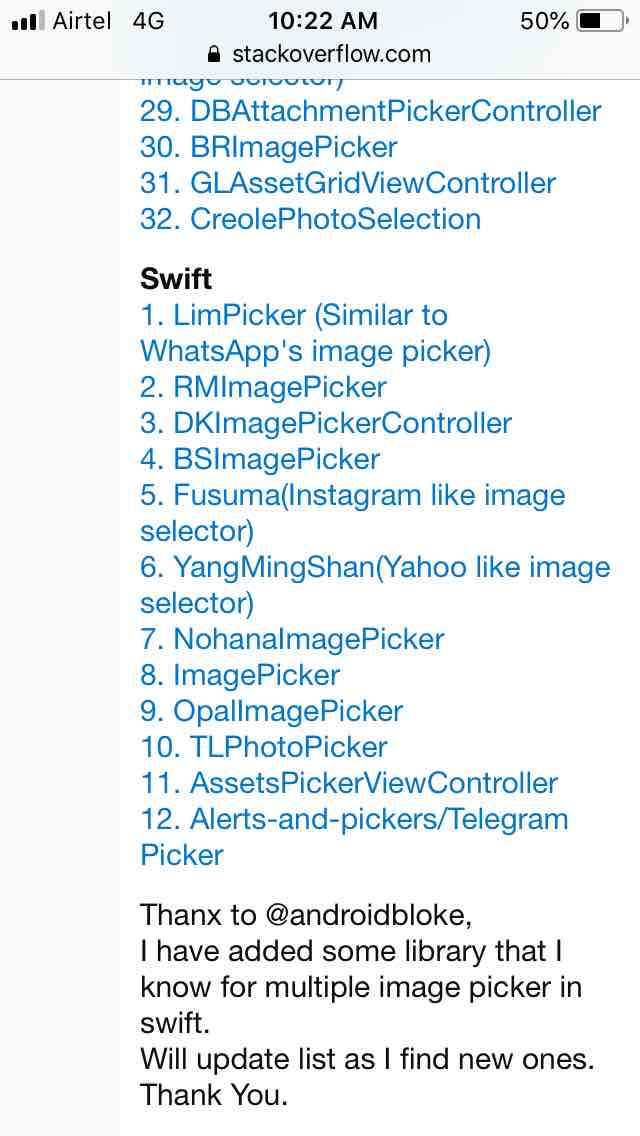 Airtel 4G 10:22 AM 50%
stackoverflow.com
image selector)
29. DBAttachmentPickerController
30. BRImagePicker
31. GLAssetGridViewController
32. CreolePhotoSelection
Swift
1. LimPicker (Similar to
WhatsApp's image picker)
2. RMImagePicker
3. DKImagePickerController
4. BSImagePicker
5. Fusuma(Instagram like image
selector)
6. YangMingShan(Yahoo like image
selector)
7. NohanaImagePicker
8. ImagePicker
9. OpalImagePicker
10. TLPhotoPicker
11. AssetsPickerViewController
12. Alerts-and-pickers/Telegram
Picker
Thanx to @androidbloke,
I have added some library that I
know for multiple image picker in
swift.
Will update list as I find new ones.
Thank You.